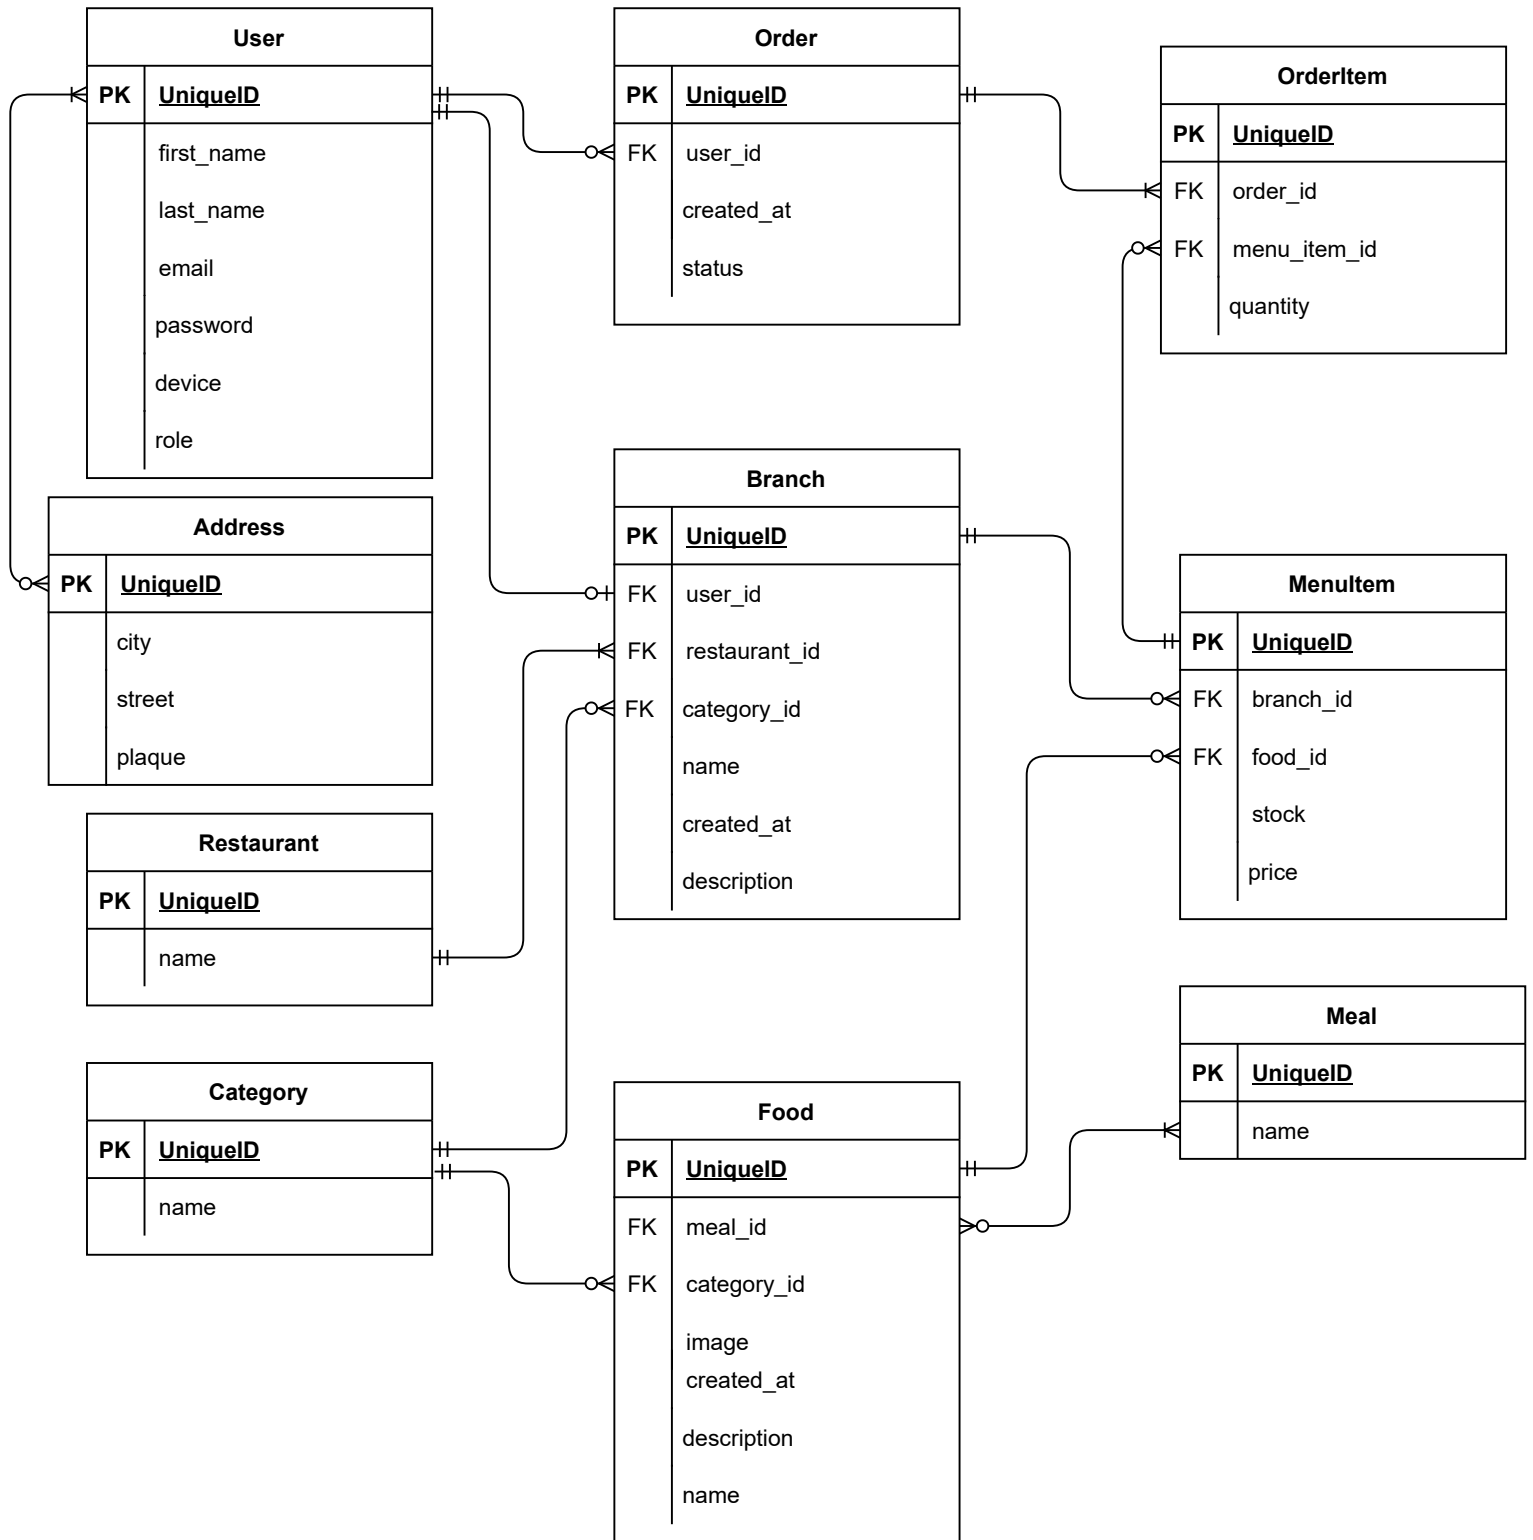 User
PK UniqueID
first_name
last_name
email
password
device
role
Order
PK UniqueID
FK user_id
created_at
status
OrderItem
PK UniqueID
FK order_id
FK menu_item_id
quantity
Address
PK UniqueID
city
street
plaque
Branch
PK UniqueID
FK user_id
FK restaurant_id
FK category_id
name
created_at
description
MenuItem
PK UniqueID
FK branch_id
FK food_id
stock
price
Restaurant
PK UniqueID
name
Category
PK UniqueID
name
Food
PK UniqueID
FK meal_id
FK category_id
image
created_at
description
name
Meal
PK UniqueID
name